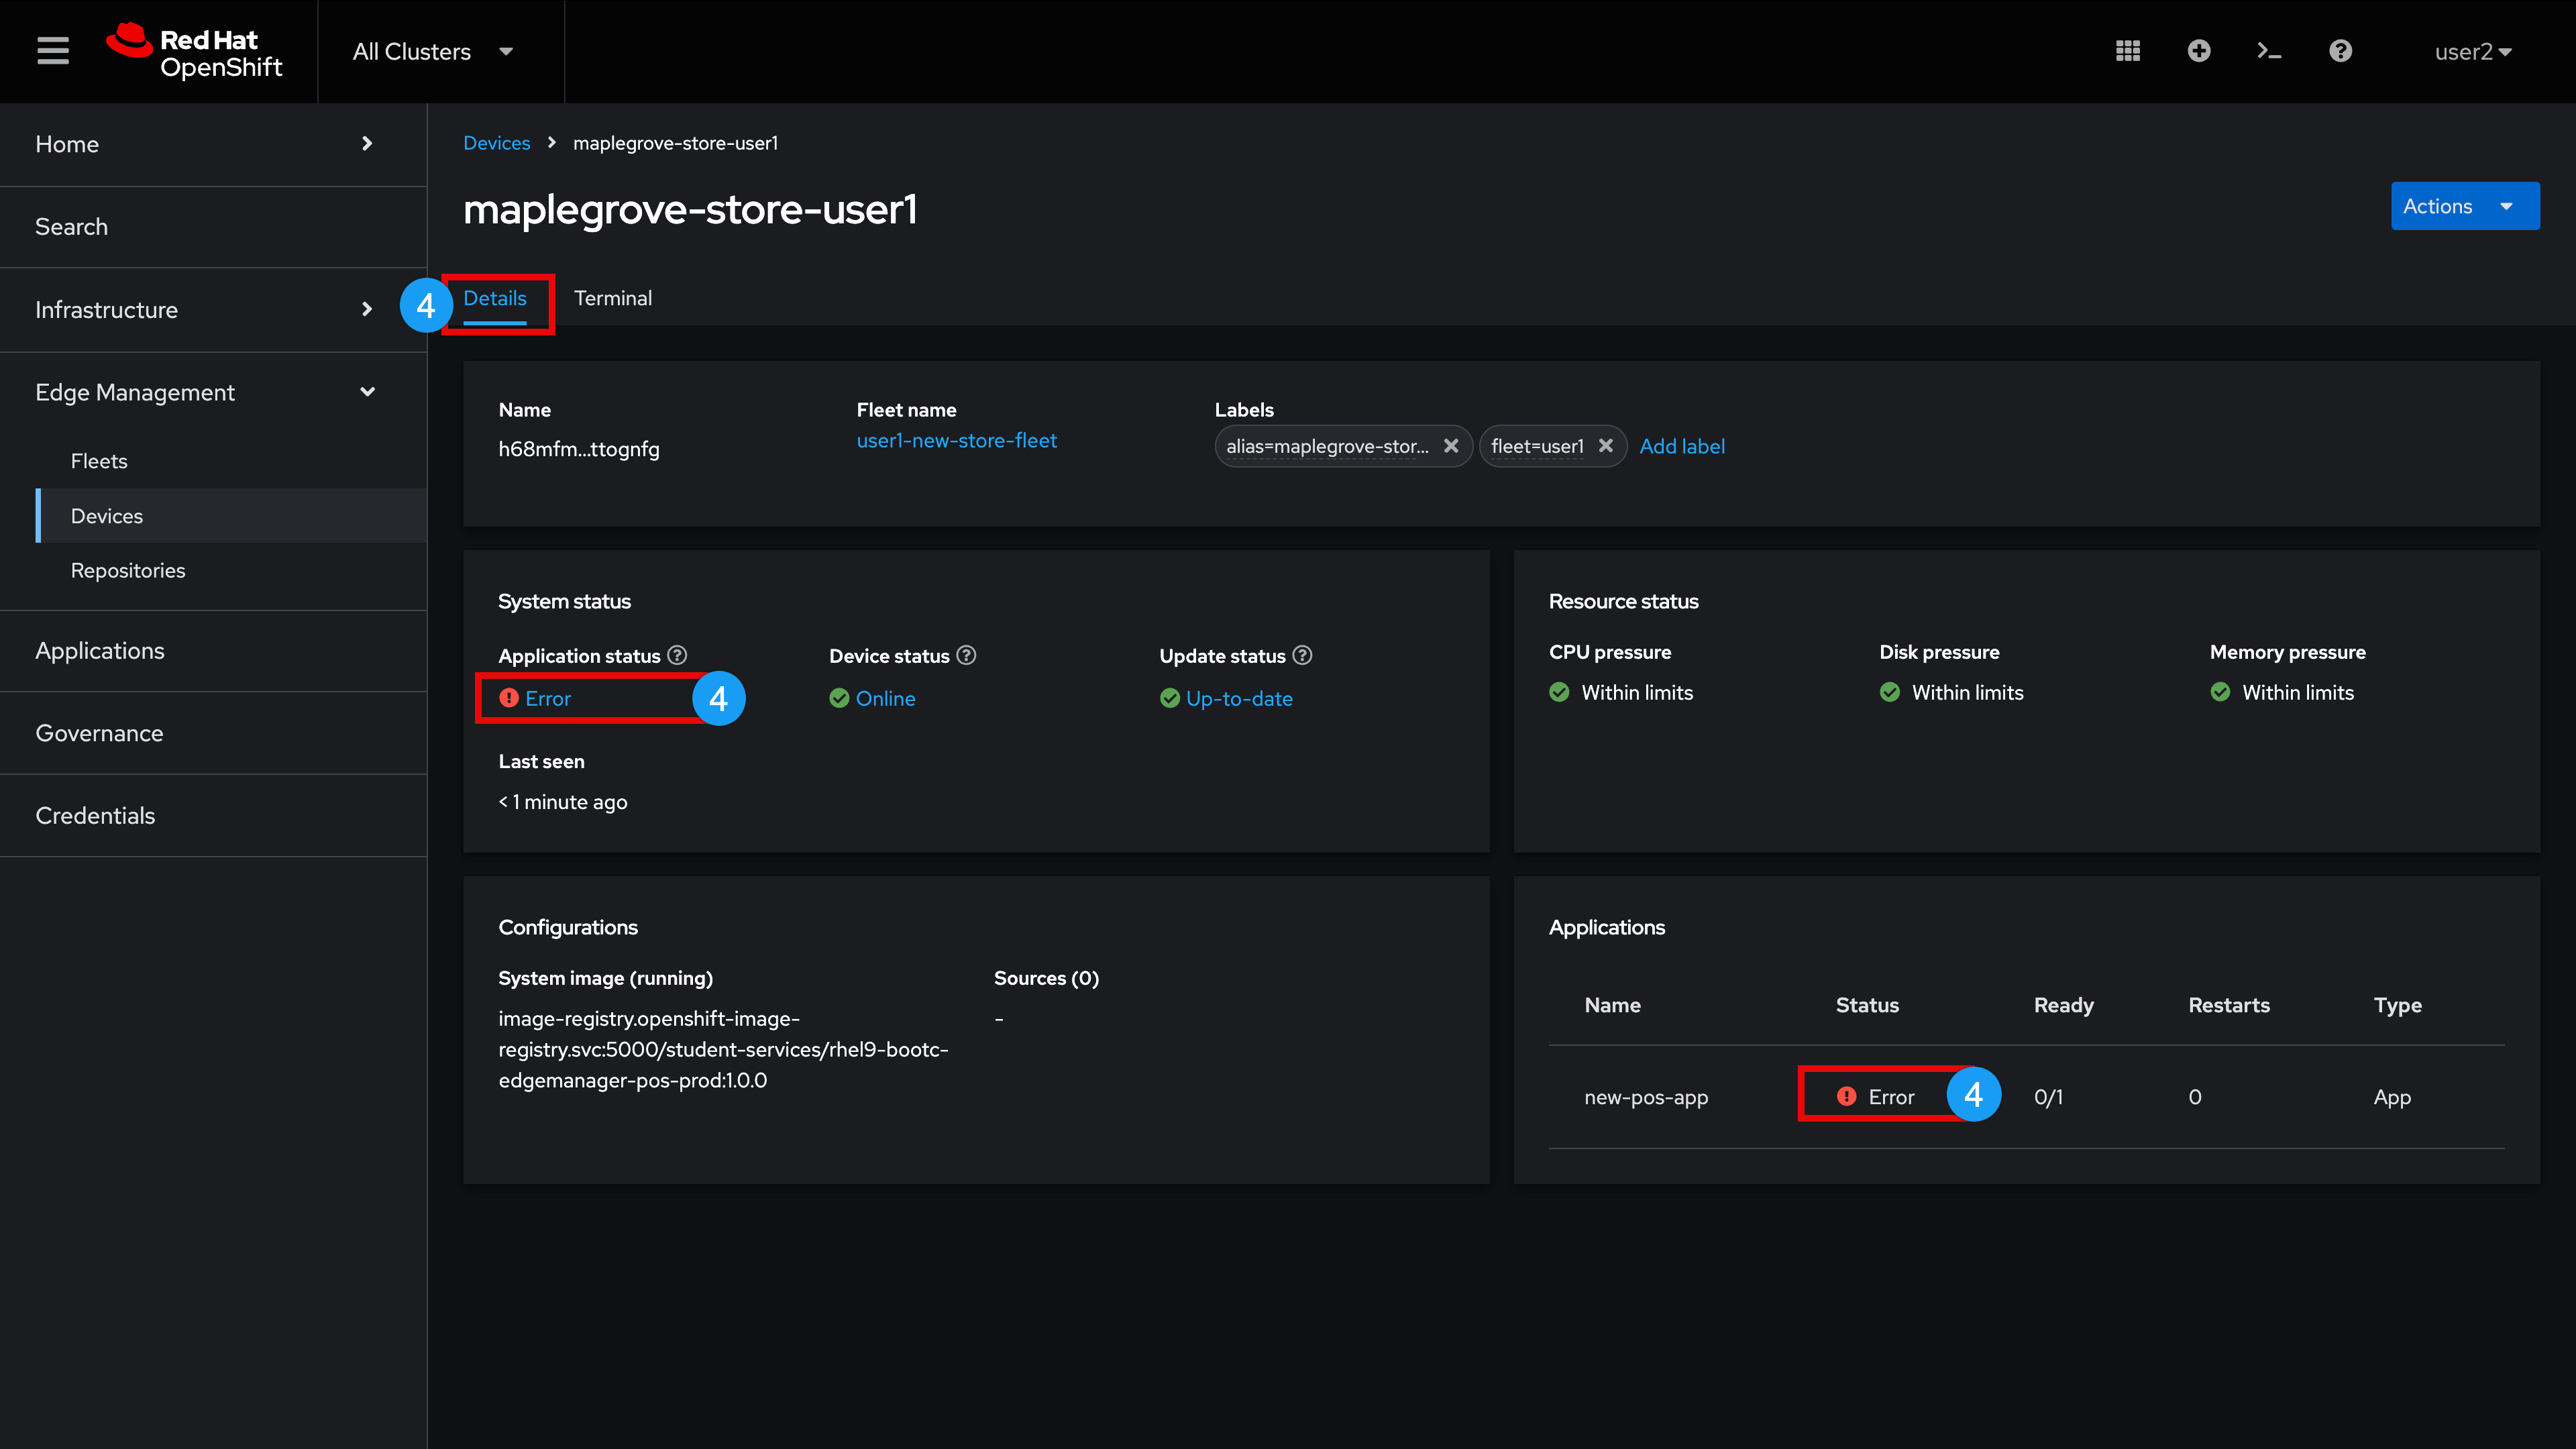 Red Hat
OpenShift
All Clusters
user2
Home
Search
Infrastructure
Edge Management
Fleets
Devices
Repositories
Applications
Governance
Credentials
Devices > maplegrove-store-user1
maplegrove-store-user1
Actions
4
Details
Terminal
Name
h68mfm...ttognfg
Fleet name
user1-new-store-fleet
Labels
alias=maplegrove-stor...
fleet=user1
Add label
System status
Application status
Error
4
Device status
Online
Update status
Up-to-date
Last seen
< 1 minute ago
Resource status
CPU pressure
Within limits
Disk pressure
Within limits
Memory pressure
Within limits
Configurations
System image (running)
image-registry.openshift-image-
registry.svc:5000/student-services/rhel9-bootc-
edgemanager-pos-prod:1.0.0
Sources (0)
-
Applications
Name Status Ready Restarts Type
new-pos-app Error 4 0/1 0 App